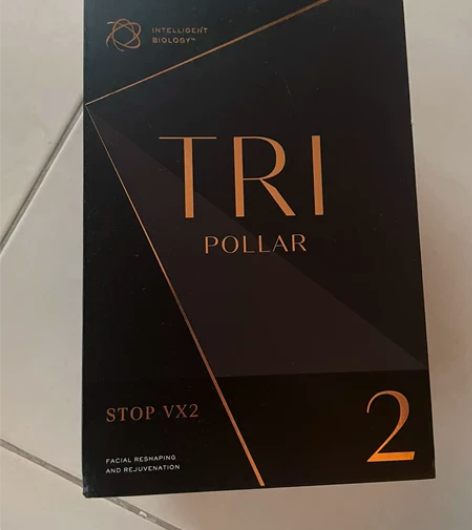 INTELLIGENT
BIOLOGY™
TRI
POLLAR
STOP VX2
2
FACIAL RESHAPING
AND REJUVENATION